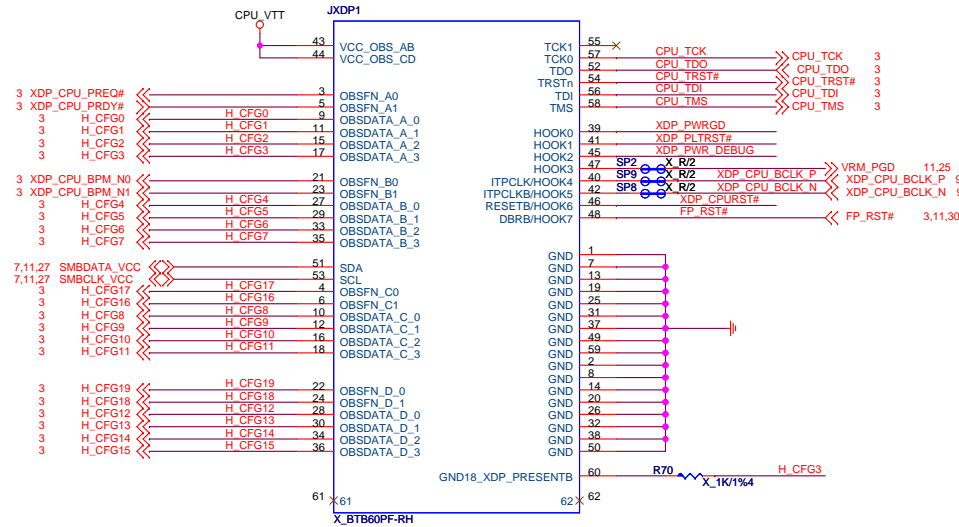 CPU_VTT
JXDP1
43 VCC_OBS_AB
44 VCC_OBS_CD
3 XDP_CPU_PREQ# 3 OBSFN_A0
3 XDP_CPU_PRDY# 5 OBSFN_A1
3 H_CFG0 H_CFG0 9 OBSDATA_A_0
3 H_CFG1 H_CFG1 11 OBSDATA_A_1
3 H_CFG2 H_CFG2 15 OBSDATA_A_2
3 H_CFG3 H_CFG3 17 OBSDATA_A_3
3 XDP_CPU_BPM_N0 21 OBSFN_B0
3 XDP_CPU_BPM_N1 23 OBSFN_B1
3 H_CFG4 H_CFG4 27 OBSDATA_B_0
3 H_CFG5 H_CFG5 29 OBSDATA_B_1
3 H_CFG6 H_CFG6 33 OBSDATA_B_2
3 H_CFG7 H_CFG7 35 OBSDATA_B_3
7,11,27 SMBDATA_VCC 51 SDA
7,11,27 SMBCLK_VCC 53 SCL
3 H_CFG17 H_CFG17 4 OBSFN_C0
3 H_CFG16 H_CFG16 6 OBSFN_C1
3 H_CFG8 H_CFG8 10 OBSDATA_C_0
3 H_CFG9 H_CFG9 12 OBSDATA_C_1
3 H_CFG10 H_CFG10 16 OBSDATA_C_2
3 H_CFG11 H_CFG11 18 OBSDATA_C_3
3 H_CFG19 H_CFG19 22 OBSFN_D_0
3 H_CFG18 H_CFG18 24 OBSFN_D_1
3 H_CFG12 H_CFG12 28 OBSDATA_D_0
3 H_CFG13 H_CFG13 30 OBSDATA_D_1
3 H_CFG14 H_CFG14 34 OBSDATA_D_2
3 H_CFG15 H_CFG15 36 OBSDATA_D_3
61 61
TCK1 55
TCK0 57 CPU_TCK CPU_TCK 3
TDO 52 CPU_TDO CPU_TDO 3
TRSTn 54 CPU_TRST# CPU_TRST# 3
TDI 56 CPU_TDI CPU_TDI 3
TMS 58 CPU_TMS CPU_TMS 3
HOOK0 39 XDP_PWRGD
HOOK1 41 XDP_PLTRST#
HOOK2 45 XDP_PWR_DEBUG
HOOK3 47 SP2 X_R/2 VRM_PGD 11,25
ITPCLK/HOOK4 40 SP9 X_R/2 XDP_CPU_BCLK_P XDP_CPU_BCLK_P 9
ITPCLKB/HOOK5 42 SP8 X_R/2 XDP_CPU_BCLK_N XDP_CPU_BCLK_N 9
RESETB/HOOK6 46 XDP_CPURST#
DBRB/HOOK7 48 FP_RST# FP_RST# 3,11,30
GND 1
GND 7
GND 13
GND 19
GND 25
GND 31
GND 37
GND 49
GND 59
GND 2
GND 8
GND 14
GND 20
GND 26
GND 32
GND 38
GND 50
GND18_XDP_PRESENTB 60 R70 X_1K/1%4 H_CFG3
62 62
X_BTB60PF-RH